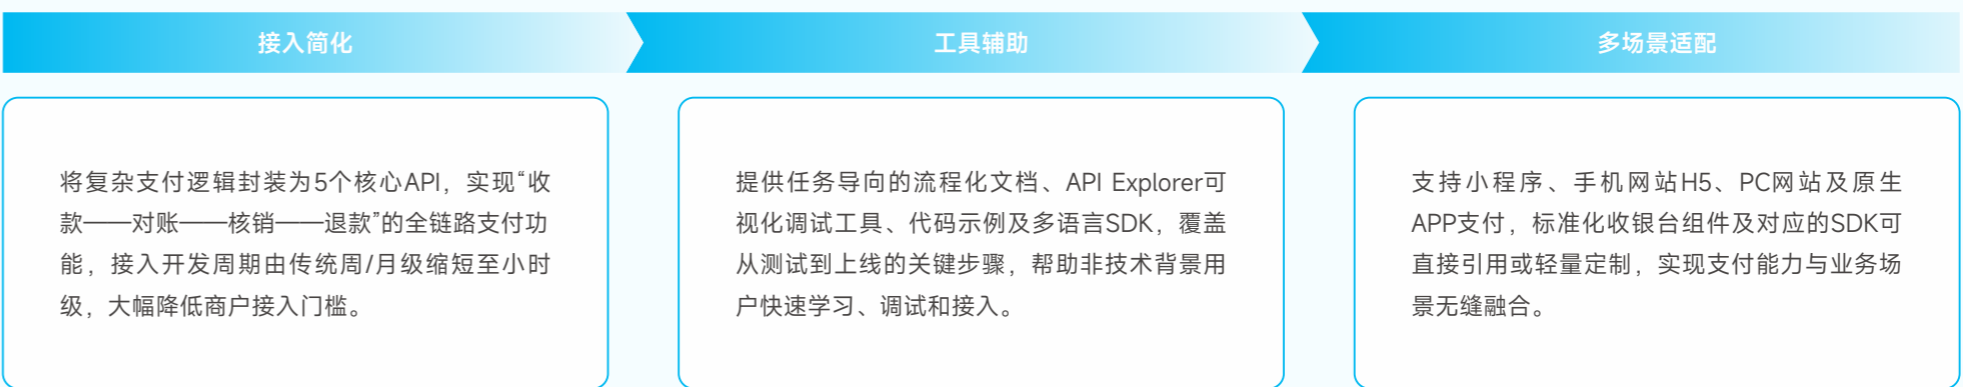 接入简化
工具辅助
多场景适配
将复杂支付逻辑封装为5个核心API，实现“收
款——对账——核销——退款”的全链路支付功
能，接入开发周期由传统周/月级缩短至小时
级，大幅降低商户接入门槛。
提供任务导向的流程化文档、API Explorer可
视化调试工具、代码示例及多语言SDK，覆盖
从测试到上线的关键步骤，帮助非技术背景用
户快速学习、调试和接入。
支持小程序、手机网站H5、PC网站及原生
APP支付，标准化收银台组件及对应的SDK可
直接引用或轻量定制，实现支付能力与业务场
景无缝融合。